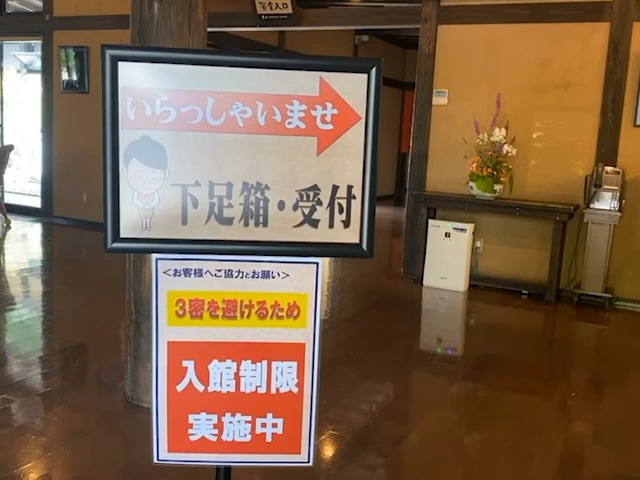 いらっしゃいませ
下足箱・受付
<お客様へご協力とお願い>
3密を避けるため
入館制限
実施中